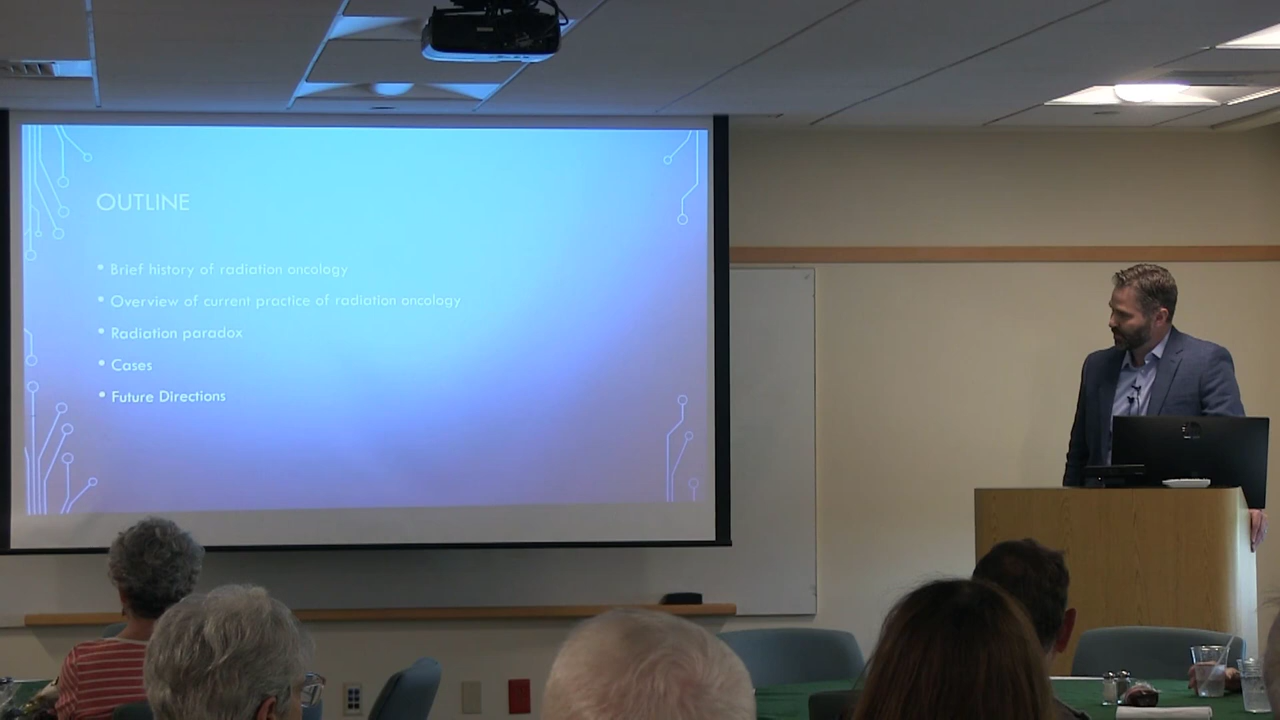 OUTLINE
• Brief history of radiation oncology
• Overview of current practice of radiation oncology
• Radiation paradox
• Cases
• Future Directions